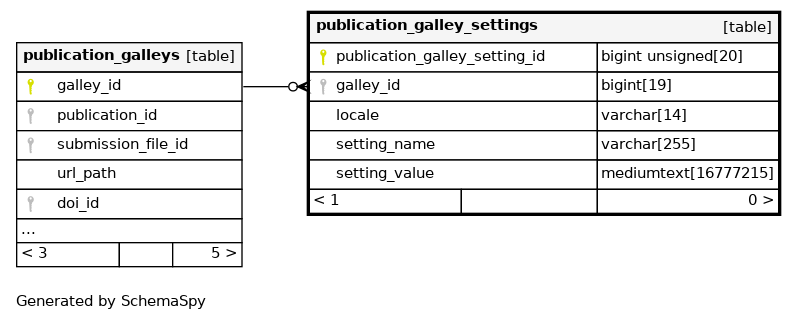 publication_galleys [table]
galley_id
publication_id
submission_file_id
url_path
doi_id
...
< 3 5 >
publication_galley_settings [table]
publication_galley_setting_id bigint unsigned[20]
galley_id bigint[19]
locale varchar[14]
setting_name varchar[255]
setting_value mediumtext[16777215]
< 1 0 >
Generated by SchemaSpy